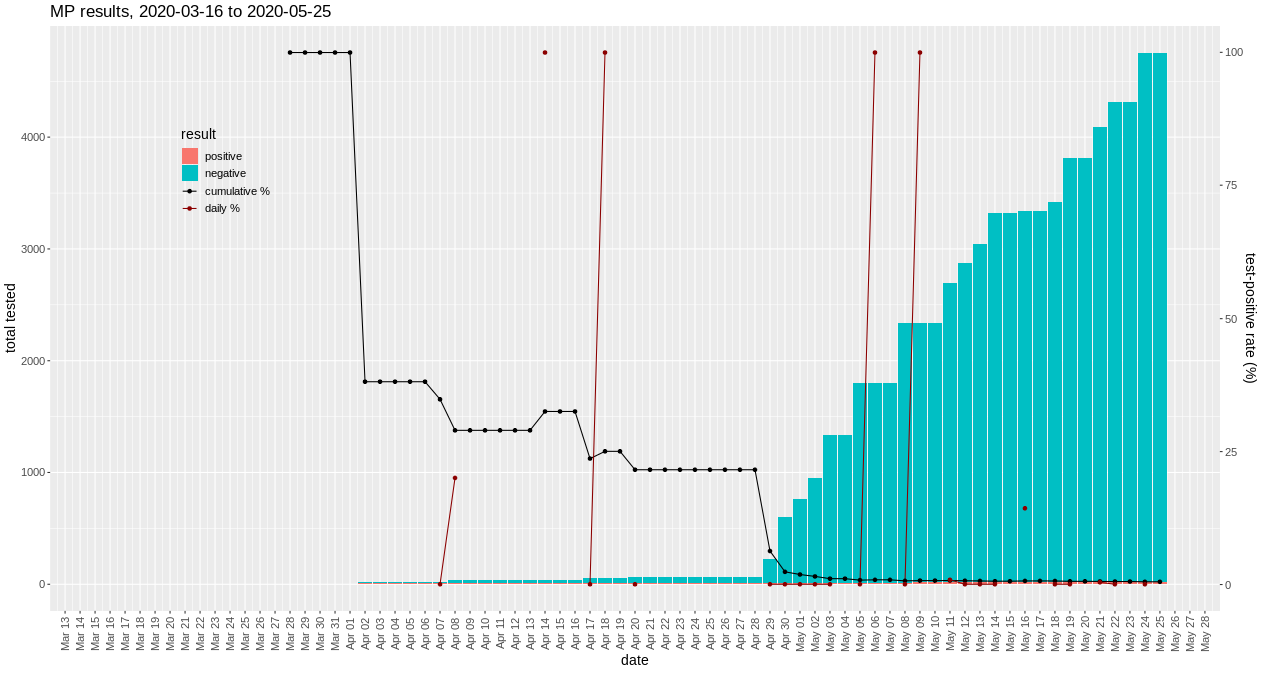 MP results, 2020-03-16 to 2020-05-25
total tested
4000
3000
2000
1000
0
result
positive
negative
cumulative %
daily %
100
75
50
25
0
test-positive rate (%)
Mar 13
Mar 14
Mar 15
Mar 16
Mar 17
Mar 18
Mar 19
Mar 20
Mar 21
Mar 22
Mar 23
Mar 24
Mar 25
Mar 26
Mar 27
Mar 28
Mar 29
Mar 30
Mar 31
Apr 01
Apr 02
Apr 03
Apr 04
Apr 05
Apr 06
Apr 07
Apr 08
Apr 09
Apr 10
Apr 11
Apr 12
Apr 13
Apr 14
Apr 15
Apr 16
Apr 17
Apr 18
Apr 19
Apr 20
Apr 21
Apr 22
Apr 23
Apr 24
Apr 25
Apr 26
Apr 27
Apr 28
Apr 29
Apr 30
May 01
May 02
May 03
May 04
May 05
May 06
May 07
May 08
May 09
May 10
May 11
May 12
May 13
May 14
May 15
May 16
May 17
May 18
May 19
May 20
May 21
May 22
May 23
May 24
May 25
May 26
May 27
May 28
date